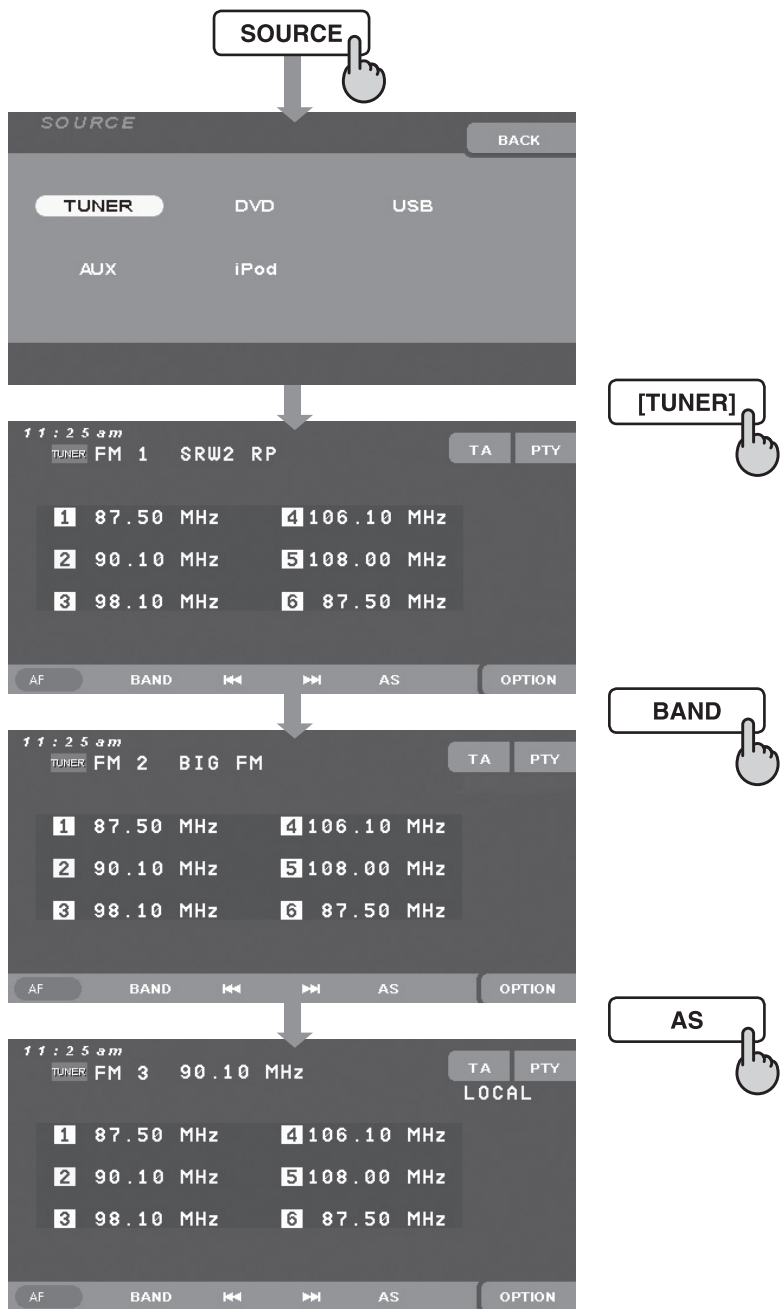 SOURCE
SOURCE
BACK
TUNER DVD USB
AUX iPod
[TUNER]
11:25 am
TUNER FM 1 SRW2 RP TA PTY
1 87.50 MHz 4 106.10 MHz
2 90.10 MHz 5 108.00 MHz
3 98.10 MHz 6 87.50 MHz
AF BAND AS OPTION
BAND
11:25 am
TUNER FM 2 BIG FM TA PTY
1 87.50 MHz 4 106.10 MHz
2 90.10 MHz 5 108.00 MHz
3 98.10 MHz 6 87.50 MHz
AF BAND AS OPTION
AS
11:25 am
TUNER FM 3 90.10 MHz TA PTY
LOCAL
1 87.50 MHz 4 106.10 MHz
2 90.10 MHz 5 108.00 MHz
3 98.10 MHz 6 87.50 MHz
AF BAND AS OPTION